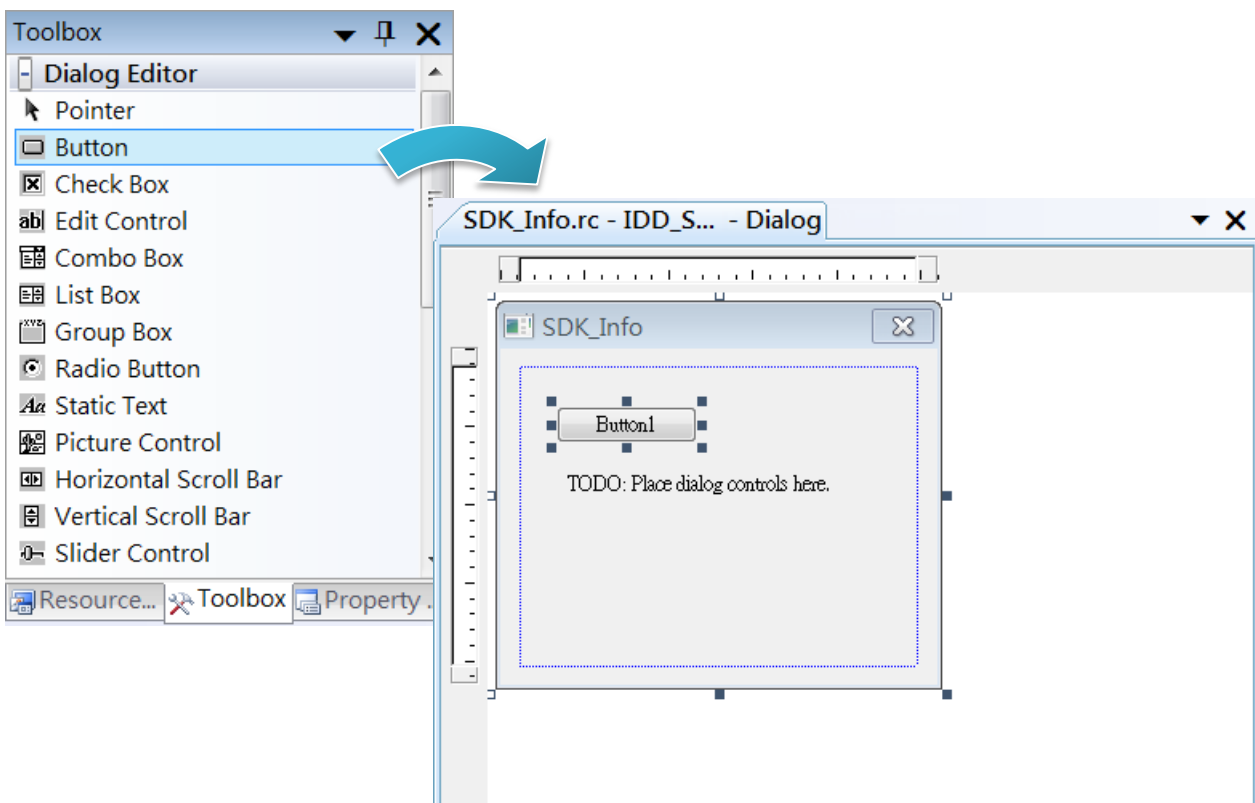 Toolbox
Dialog Editor
Pointer
Button
Check Box
Edit Control
Combo Box
List Box
Group Box
Radio Button
Static Text
Picture Control
Horizontal Scroll Bar
Vertical Scroll Bar
Slider Control
Resource... Toolbox Property .
SDK_Info.rc - IDD_S... - Dialog
SDK_Info
Button1
TODO: Place dialog controls here.